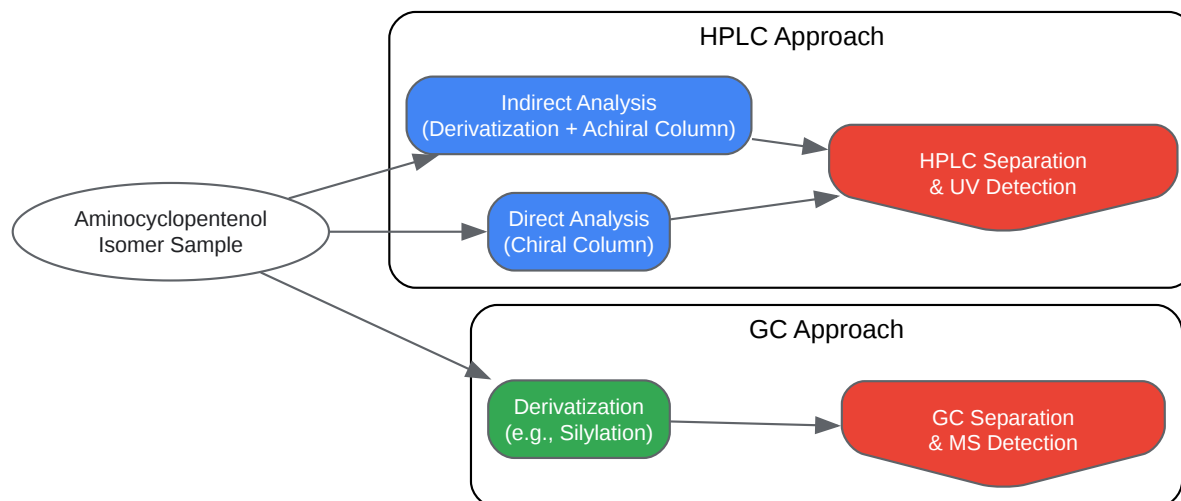 HPLC Approach
Indirect Analysis
(Derivatization + Achiral Column)
HPLC Separation
& UV Detection
Aminocyclopentenol
Isomer Sample
Direct Analysis
(Chiral Column)
GC Approach
Derivatization
(e.g., Silylation)
GC Separation
& MS Detection